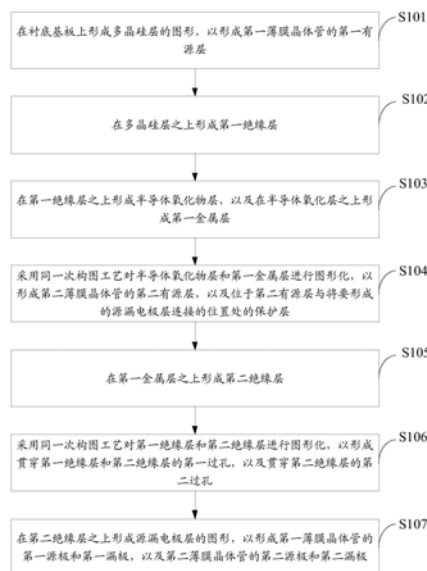 S101
在衬底基板上形成多晶硅层的图形，以形成第一薄膜晶体管的第一有
源层
S102
在多晶硅层之上形成第一绝缘层
S103
在第一绝缘层之上形成半导体氧化物层，以及在半导体氧化层之上形
成第一金属层
S104
采用同一次构图工艺对半导体氧化物层和第一金属层进行图形化，以
形成第二薄膜晶体管的第二有源层，以及位于第二有源层与将要形成
的源漏电极层连接的位置处的保护层
S105
在第一金属层之上形成第二绝缘层
S106
采用同一次构图工艺对第一绝缘层和第二绝缘层进行图形化，以形成
贯穿第一绝缘层和第二绝缘层的第一过孔，以及贯穿第二绝缘层的第
二过孔
S107
在第二绝缘层之上形成源漏电极层的图形，以形成第一薄膜晶体管的
第一源极和第一漏极，以及第二薄膜晶体管的第二源极和第二漏极